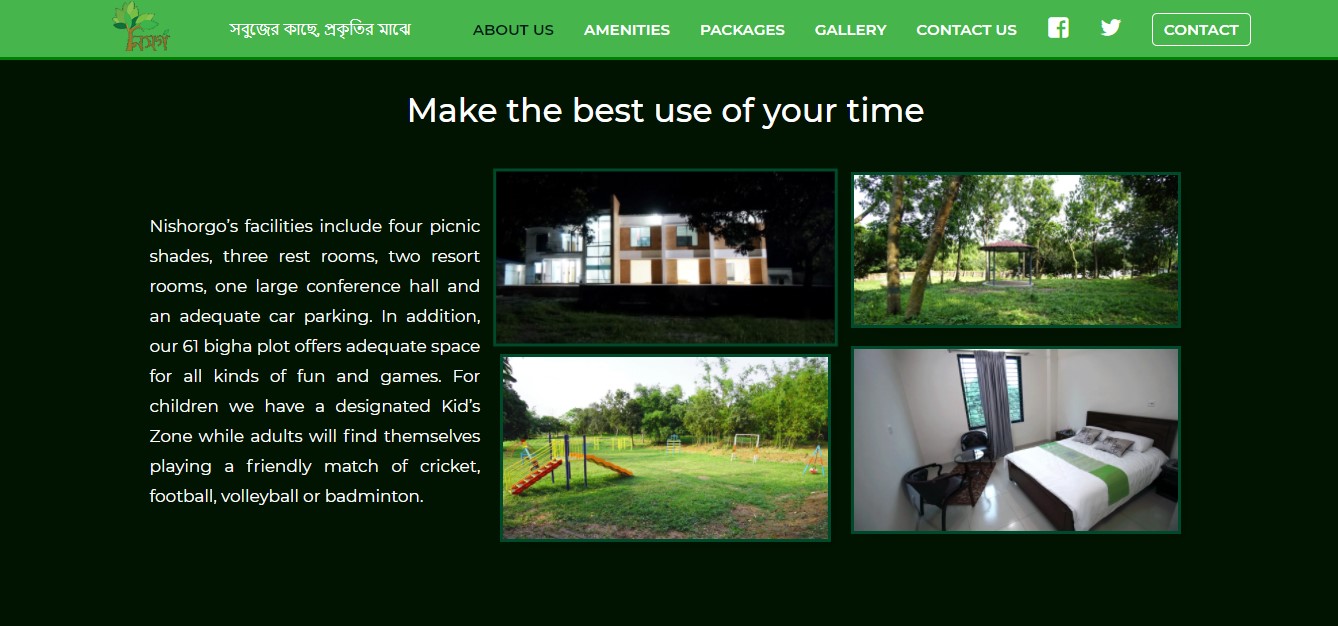 নিসর্গ
সবুজের কাছে, প্রকৃতির মাঝে
ABOUT US
AMENITIES
PACKAGES
GALLERY
CONTACT US
CONTACT
Make the best use of your time
Nishorgo’s facilities include four picnic
shades, three rest rooms, two resort
rooms, one large conference hall and
an adequate car parking. In addition,
our 61 bigha plot offers adequate space
for all kinds of fun and games. For
children we have a designated Kid’s
Zone while adults will find themselves
playing a friendly match of cricket,
football, volleyball or badminton.